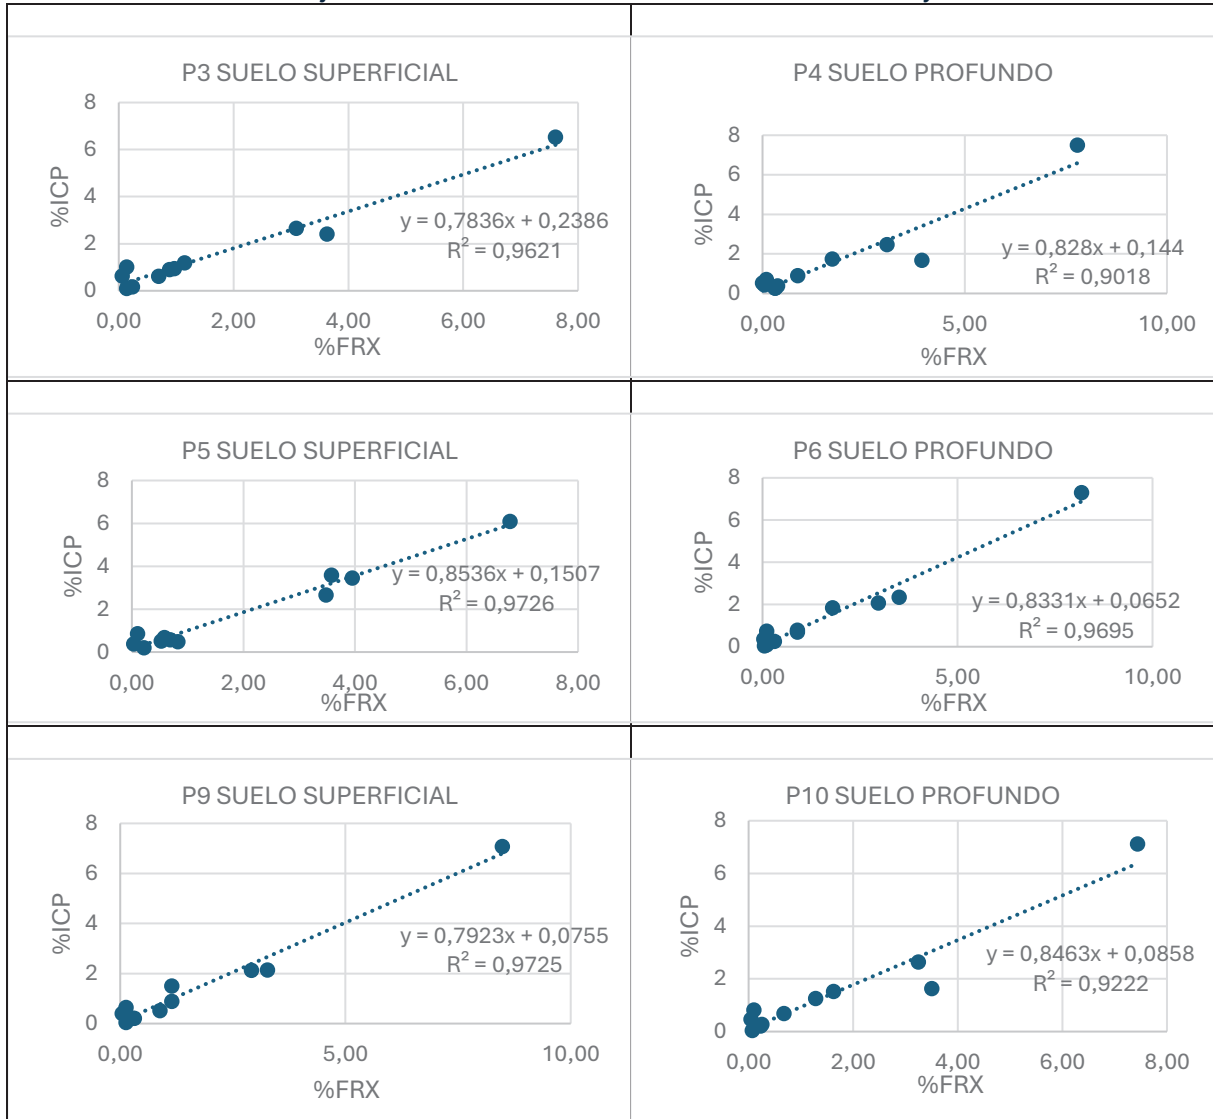 P3 SUELO SUPERFICIAL
8
6
4
2
0
%ICP
y = 0,7836x + 0,2386
R² = 0,9621
0,00 2,00 4,00 6,00 8,00
%FRX
P4 SUELO PROFUNDO
8
6
4
2
0
%ICP
y = 0,828x + 0,144
R² = 0,9018
0,00 5,00 10,00
%FRX
P5 SUELO SUPERFICIAL
8
6
4
2
0
%ICP
y = 0,8536x + 0,1507
R² = 0,9726
0,00 2,00 4,00 6,00 8,00
%FRX
P6 SUELO PROFUNDO
8
6
4
2
0
%ICP
y = 0,8331x + 0,0652
R² = 0,9695
0,00 5,00 10,00
%FRX
P9 SUELO SUPERFICIAL
8
6
4
2
0
%ICP
y = 0,7923x + 0,0755
R² = 0,9725
0,00 5,00 10,00
%FRX
P10 SUELO PROFUNDO
8
6
4
2
0
%ICP
y = 0,8463x + 0,0858
R² = 0,9222
0,00 2,00 4,00 6,00 8,00
%FRX